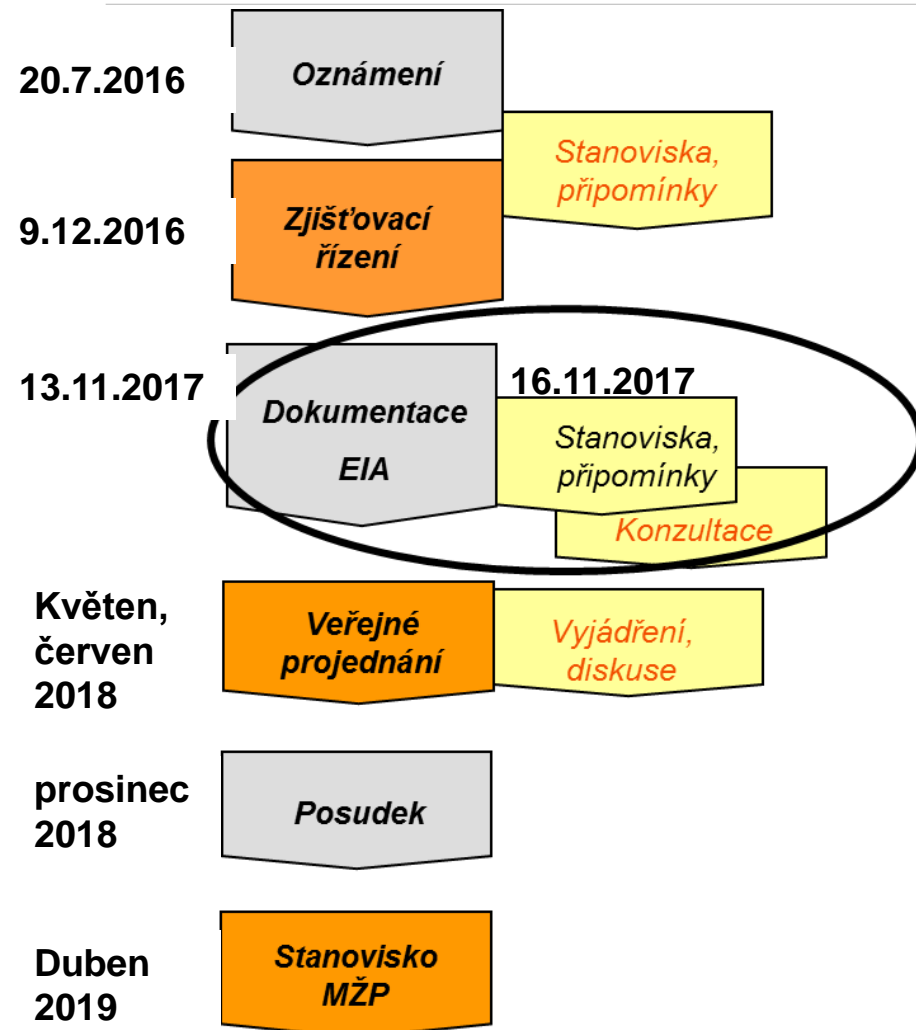 20.7.2016
Oznámení
Stanoviska,
připomínky
9.12.2016
Zjišťovací
řízení
13.11.2017
Dokumentace
EIA
16.11.2017
Stanoviska,
připomínky
Konzultace
Květen,
červen
2018
Veřejné
projednání
Vyjádření,
diskuse
prosinec
2018
Posudek
Duben
2019
Stanovisko
MŽP